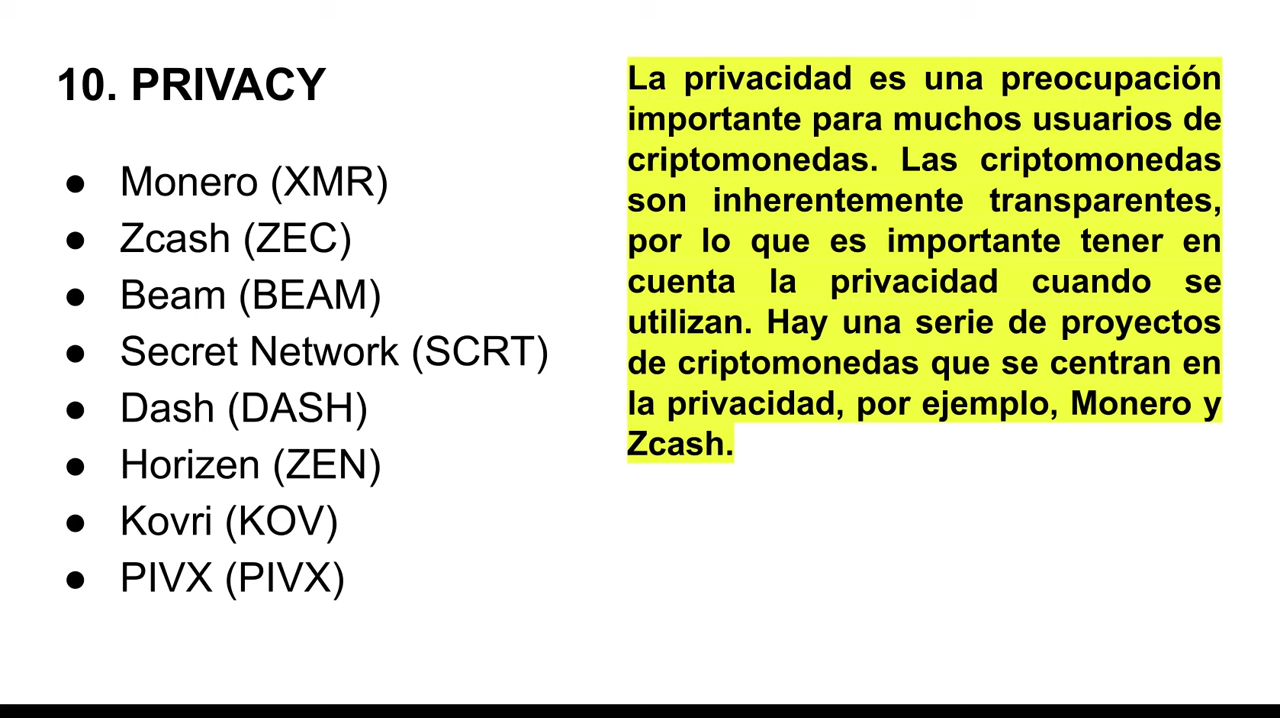 10. PRIVACY
● Monero (XMR)
● Zcash (ZEC)
● Beam (BEAM)
● Secret Network (SCRT)
● Dash (DASH)
● Horizen (ZEN)
● Kovri (KOV)
● PIVX (PIVX)
La privacidad es una preocupación
importante para muchos usuarios de
criptomonedas. Las criptomonedas
son inherentemente transparentes,
por lo que es importante tener en
cuenta la privacidad cuando se
utilizan. Hay una serie de proyectos
de criptomonedas que se centran en
la privacidad, por ejemplo, Monero y
Zcash.